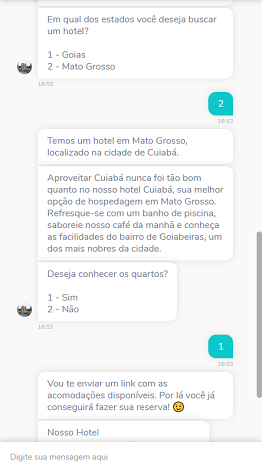 Em qual dos estados você deseja buscar
um hotel?
1 - Goias
2 - Mato Grosso
16:52
2
16:53
Temos um hotel em Mato Grosso,
localizado na cidade de Cuiabá.
Aproveitar Cuiabá nunca foi tão bom
quanto no nosso hotel Cuiabá, sua melhor
opção de hospedagem em Mato Grosso.
Refresque-se com um banho de piscina,
saboreie nosso café da manhã e conheça
as facilidades do bairro de Goiabeiras, um
dos mais nobres da cidade.
Deseja conhecer os quartos?
1 - Sim
2 - Não
16:53
1
16:53
Vou te enviar um link com as
acomodações disponíveis. Por lá você já
conseguirá fazer sua reserva! 😉
Nosso Hotel
Digite sua mensagem aqui